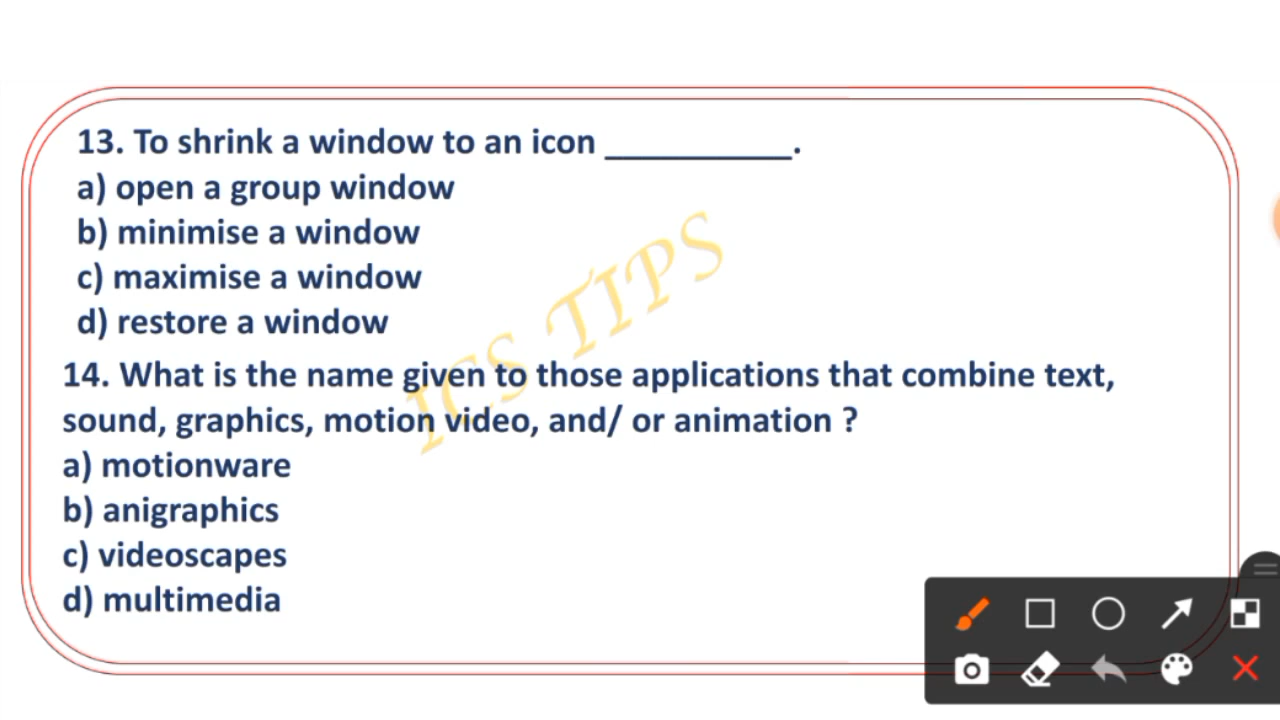 13. To shrink a window to an icon __________.
a) open a group window
b) minimise a window
c) maximise a window
d) restore a window
14. What is the name given to those applications that combine text,
sound, graphics, motion video, and/ or animation ?
a) motionware
b) anigraphics
c) videoscapes
d) multimedia
ICS TIPS